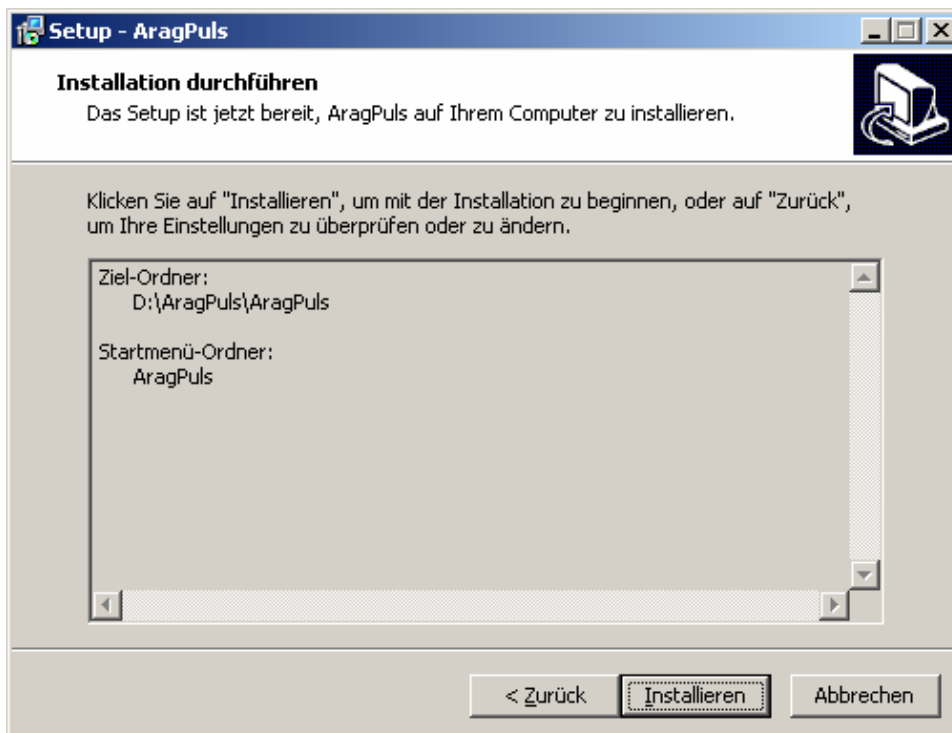 Setup - AragPuls
Installation durchführen
Das Setup ist jetzt bereit, AragPuls auf Ihrem Computer zu installieren.
Klicken Sie auf "Installieren", um mit der Installation zu beginnen, oder auf "Zurück",
um Ihre Einstellungen zu überprüfen oder zu ändern.
Ziel-Ordner:
D:\AragPuls\AragPuls
Startmenü-Ordner:
AragPuls
< Zurück
Installieren
Abbrechen